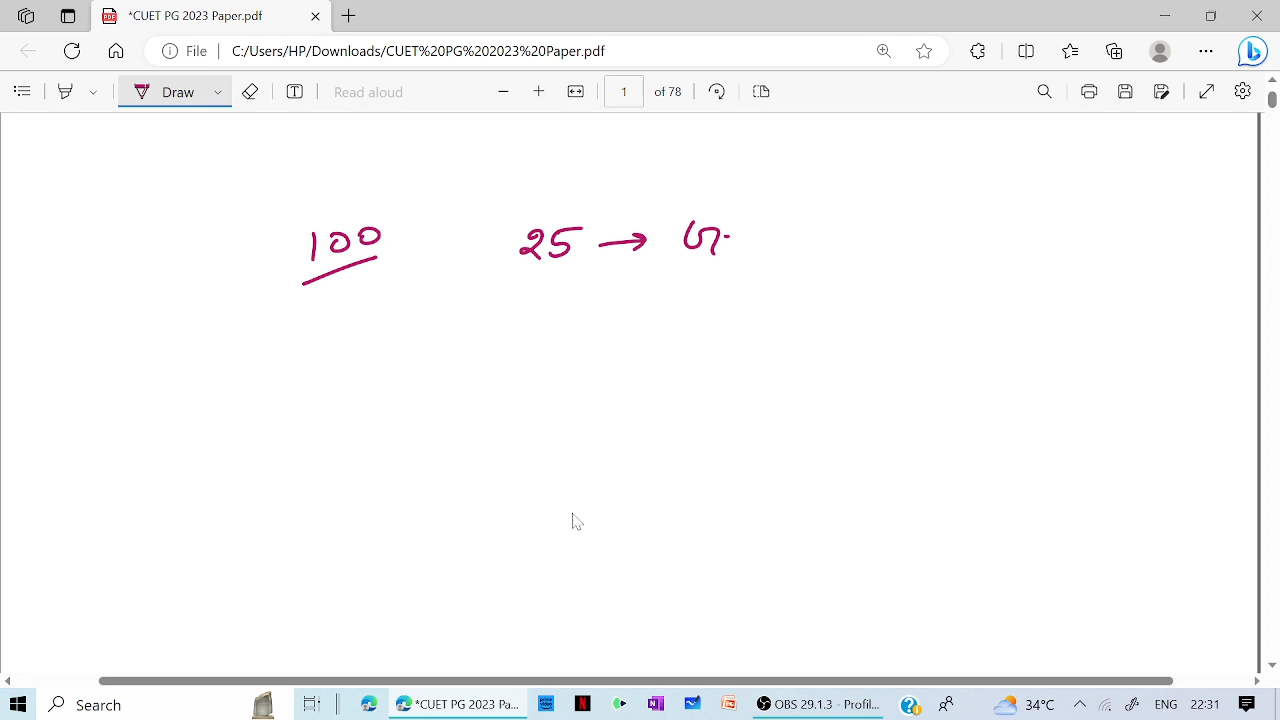 *CUET PG 2023 Paper.pdf
File C:/Users/HP/Downloads/CUET%20PG%202023%20Paper.pdf
Draw Read aloud 1 of 78
100 25 →
Search *CUET PG 2023 Pa... OBS 29.1.3 - Profil... 34°C ENG 22:31